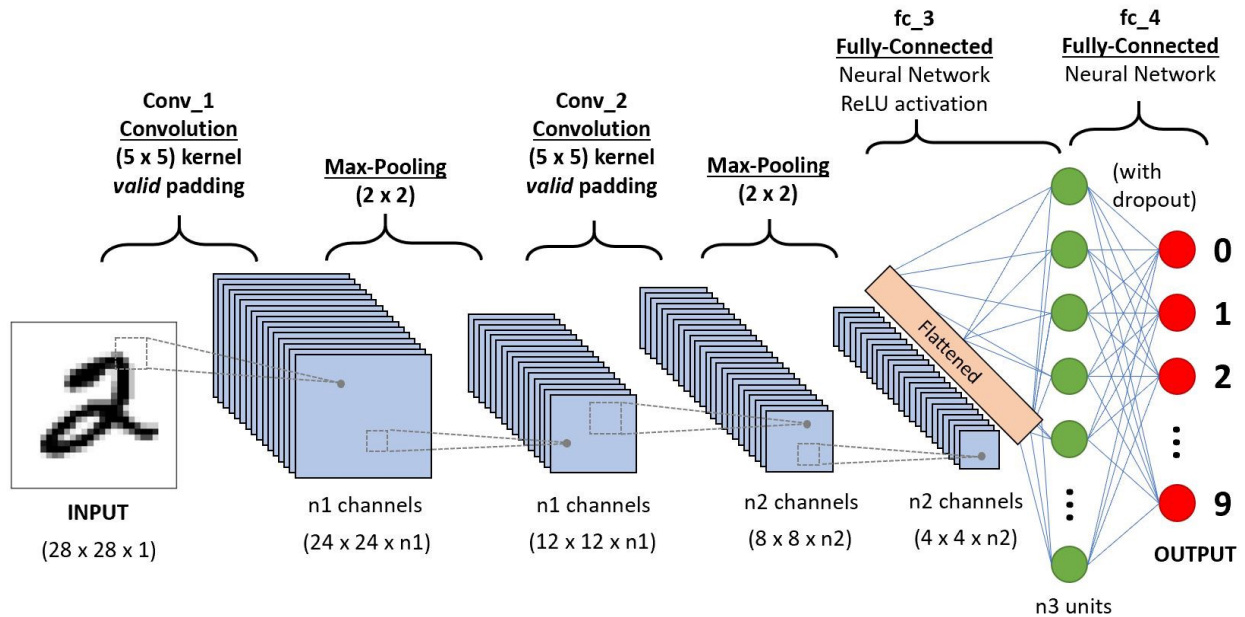 fc_3
Fully-Connected
Neural Network
ReLU activation
fc_4
Fully-Connected
Neural Network
Conv_1
Convolution
(5 x 5) kernel
valid padding
Max-Pooling
(2 x 2)
Conv_2
Convolution
(5 x 5) kernel
valid padding
Max-Pooling
(2 x 2)
(with
dropout)
Flattened
0
1
2
9
INPUT
(28 x 28 x 1)
n1 channels
(24 x 24 x n1)
n1 channels
(12 x 12 x n1)
n2 channels
(8 x 8 x n2)
n2 channels
(4 x 4 x n2)
OUTPUT
n3 units